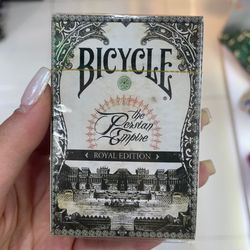 BICYCLE
®
the
Persian
Empire
ROYAL EDITION